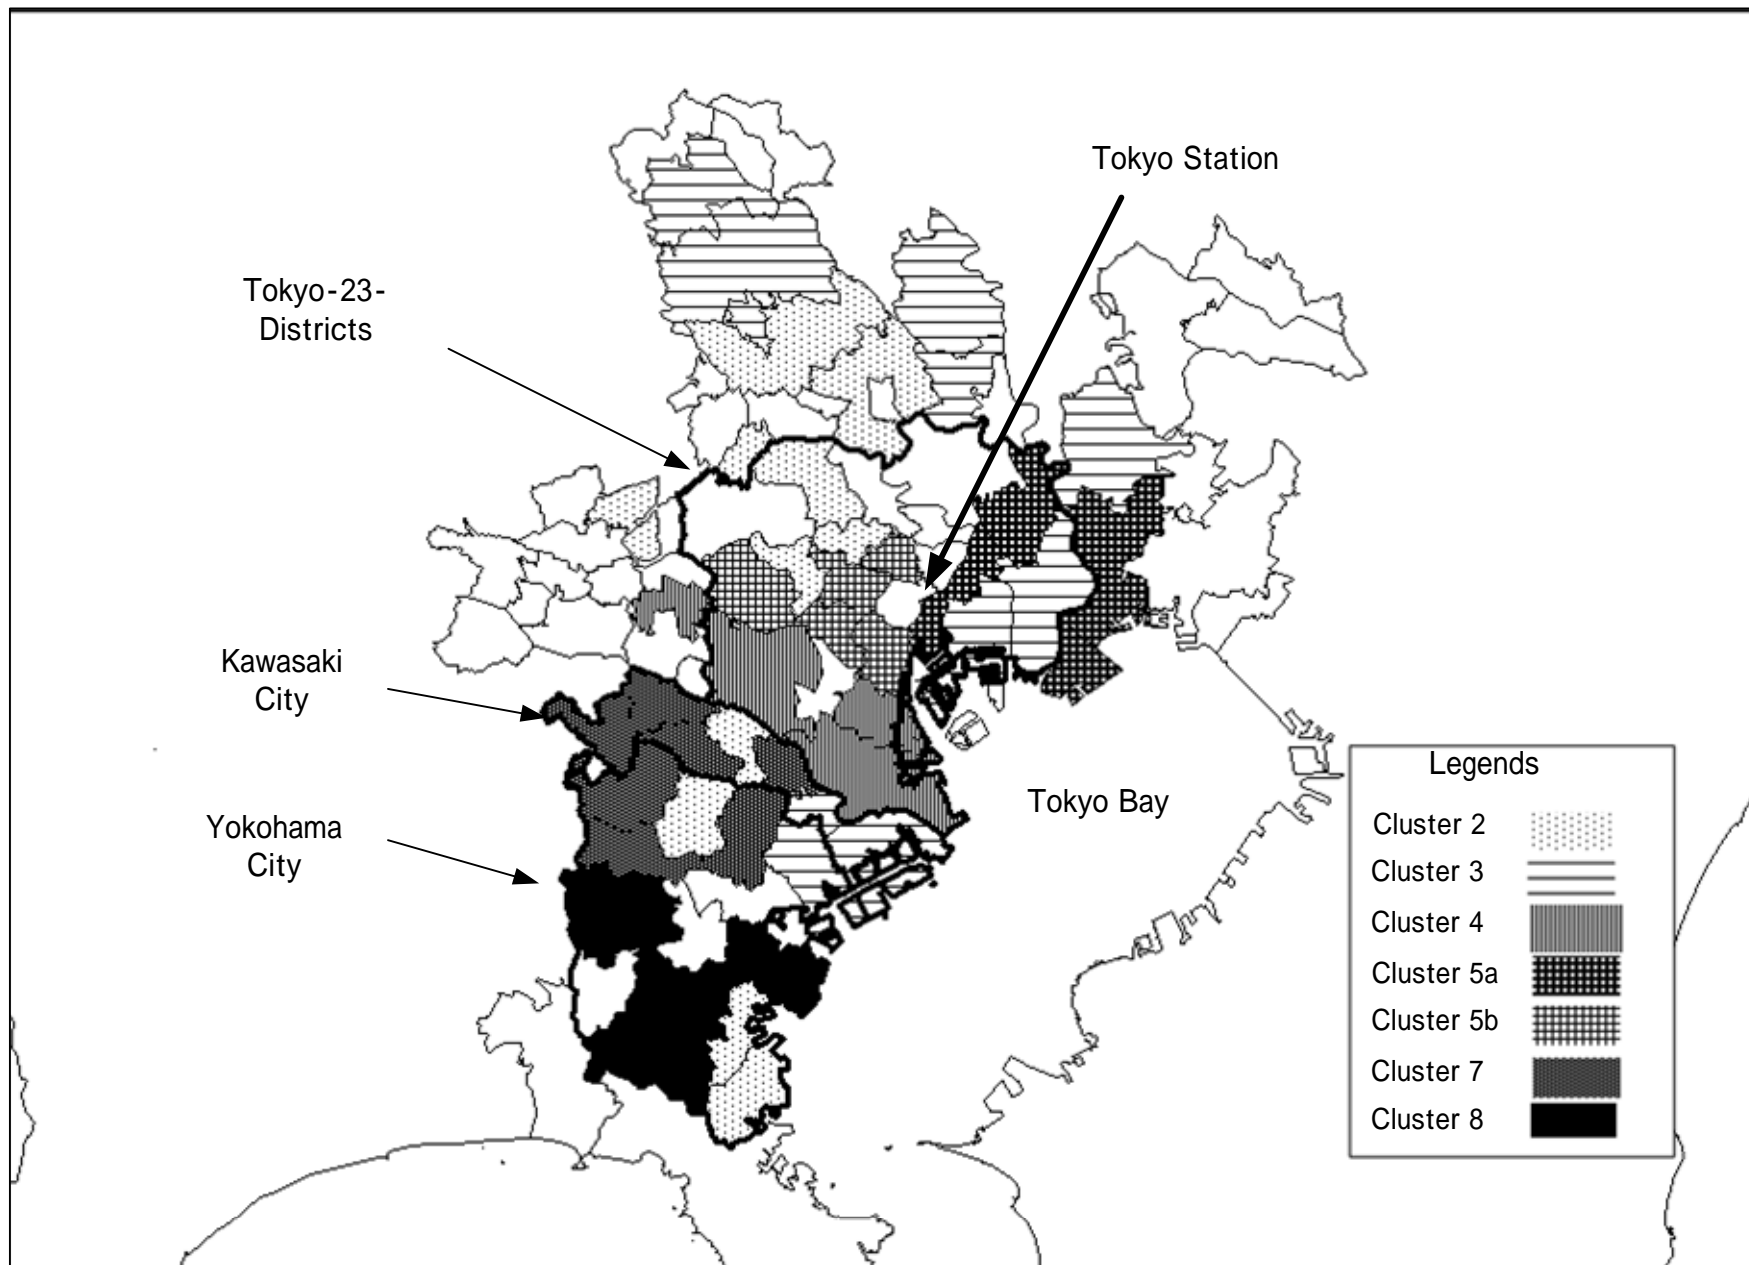 Tokyo Station
Tokyo-23-
Districts
Kawasaki
City
Yokohama
City
Tokyo Bay
Legends
Cluster 2
Cluster 3
Cluster 4
Cluster 5a
Cluster 5b
Cluster 7
Cluster 8